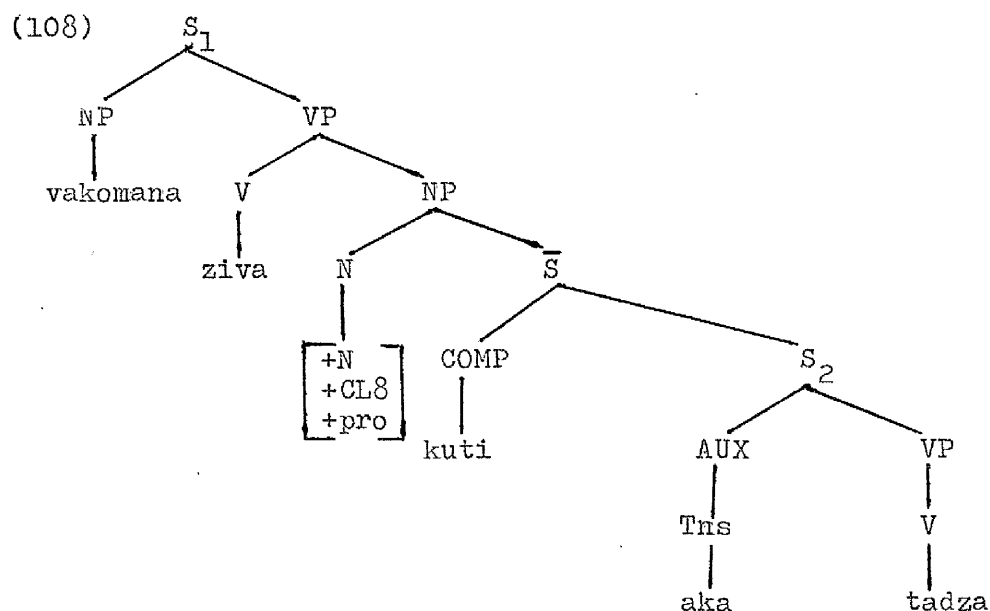 (108) S1
NP VP
vakomana V NP
ziva N S̅
+N COMP S2
+CL8
+pro
kuti AUX VP
Tns V
aka tadza